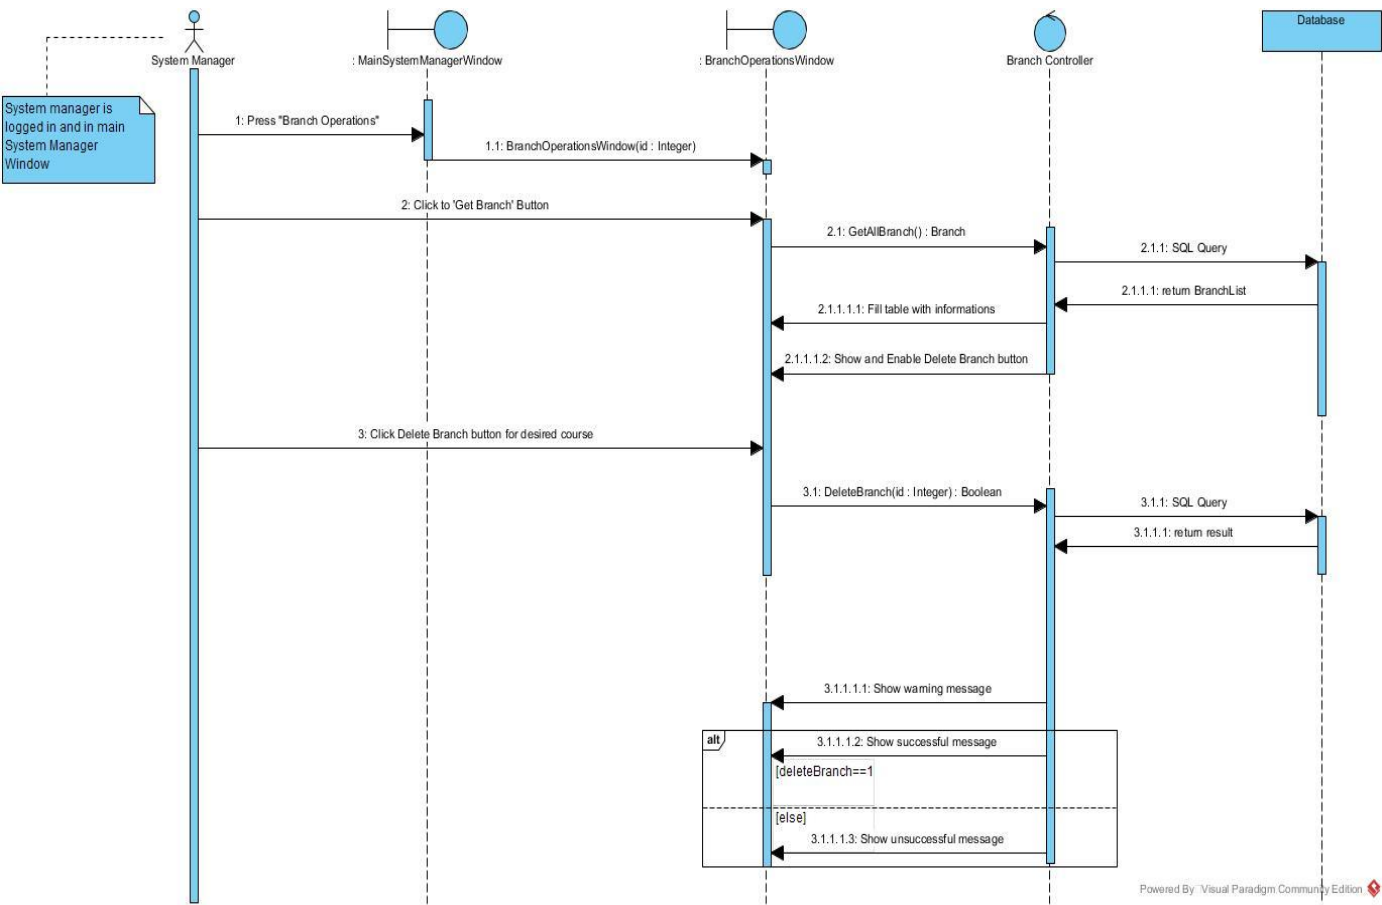 Database
System Manager
: MainSystemManagerWindow
: BranchOperationsWindow
Branch Controller
System manager is
logged in and in main
System Manager
Window
1: Press "Branch Operations"
1.1: BranchOperationsWindow(id : Integer)
2: Click to 'Get Branch' Button
2.1: GetAllBranch() : Branch
2.1.1: SQL Query
2.1.1.1: return BranchList
2.1.1.1.1: Fill table with informations
2.1.1.1.2: Show and Enable Delete Branch button
3: Click Delete Branch button for desired course
3.1: DeleteBranch(id : Integer) : Boolean
3.1.1: SQL Query
3.1.1.1: return result
3.1.1.1.1: Show warning message
alt
3.1.1.1.2: Show successful message
[deleteBranch==1
[else]
3.1.1.1.3: Show unsuccessful message
Powered By Visual Paradigm Community Edition